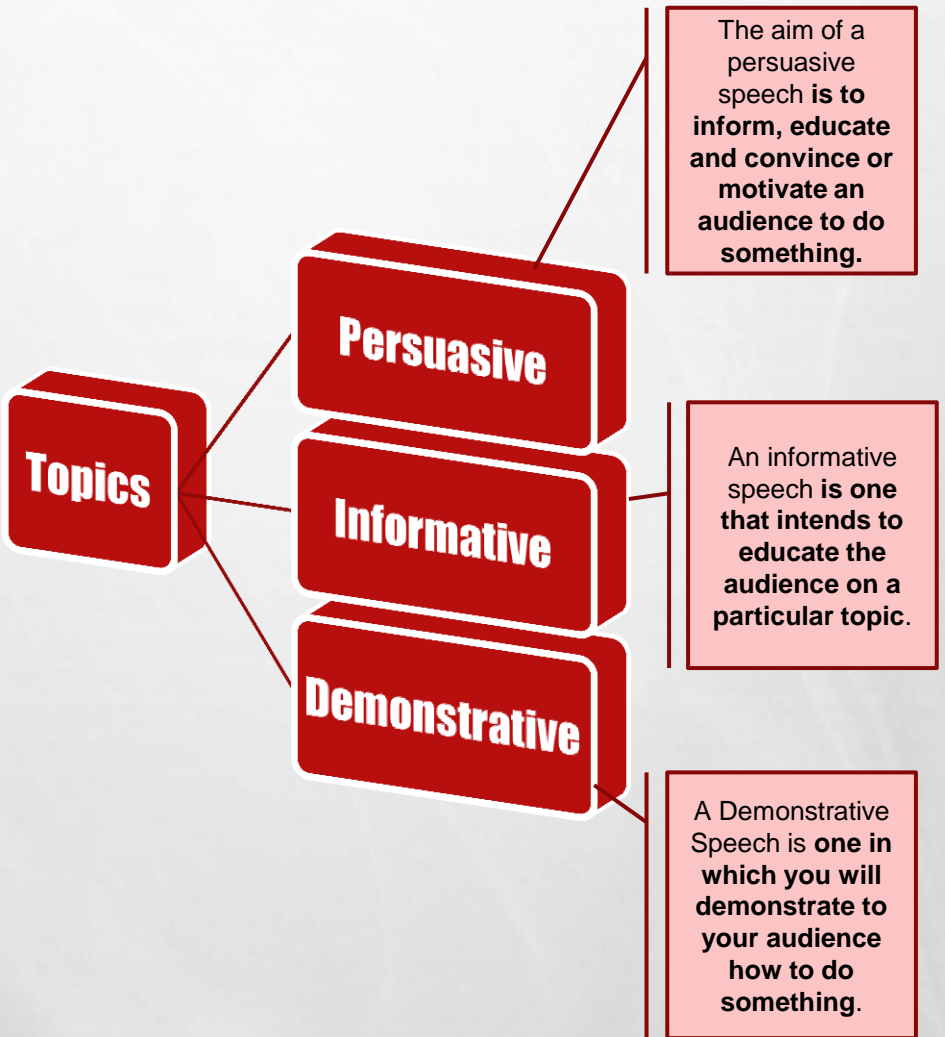 The aim of a
persuasive
speech is to
inform, educate
and convince or
motivate an
audience to do
something.
Persuasive
Topics
Informative
An informative
speech is one
that intends to
educate the
audience on a
particular topic.
Demonstrative
A Demonstrative
Speech is one in
which you will
demonstrate to
your audience
how to do
something.